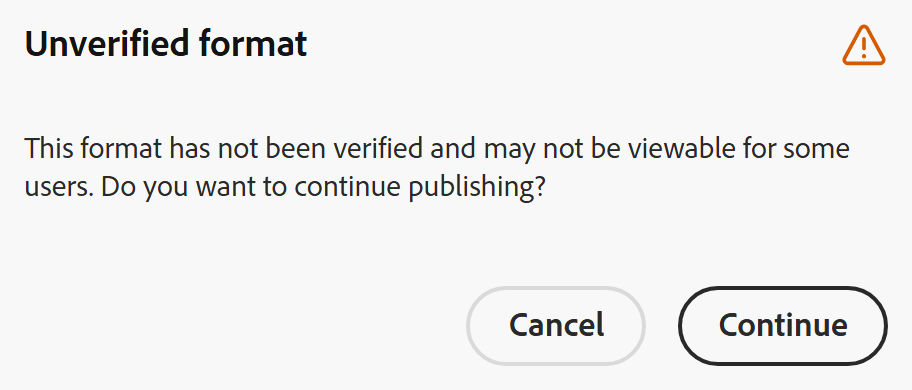 Unverified format
This format has not been verified and may not be viewable for some
users. Do you want to continue publishing?
Cancel
Continue